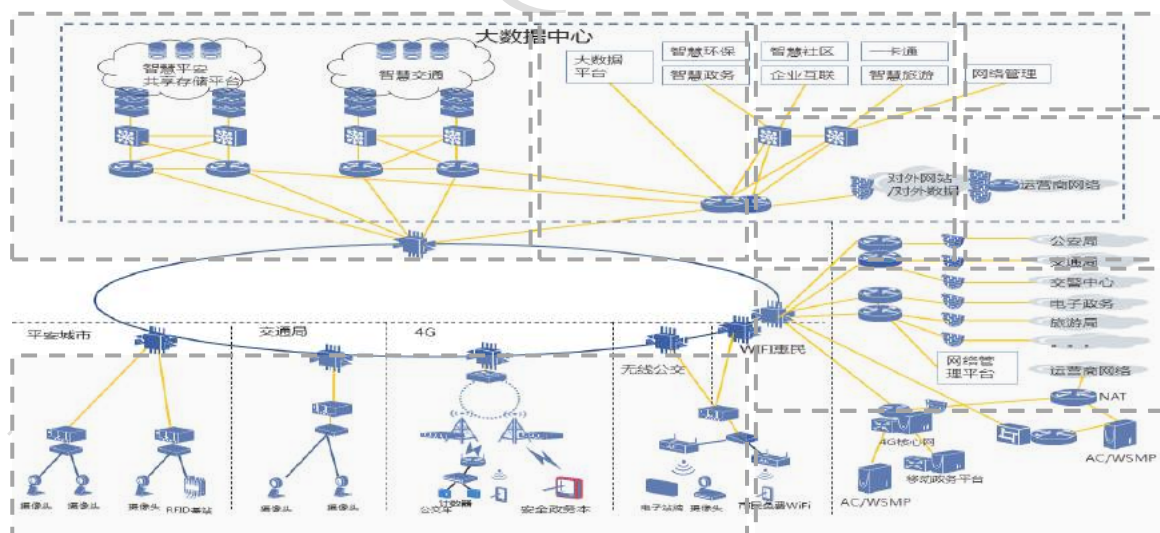 大数据中心
智慧平安
共享存储平台
智慧交通
大数据
平台
智慧环保
智慧社区
一卡通
智慧政务
企业互联
智慧旅游
网络管理
对外网站
/对外数据
运营商网络
公安局
交通局
交警中心
电子政务
旅游局
网络管
理平台
运营商网络
NAT
平安城市
交通局
4G
无线公交
WIFI惠民
4G核心网
移动政务平台
AC/WSMP
AC/WSMP
摄像头
摄像头
摄像头
RFID基站
摄像头
摄像头
计数器
公交车
安全政务本
电子站牌
摄像头